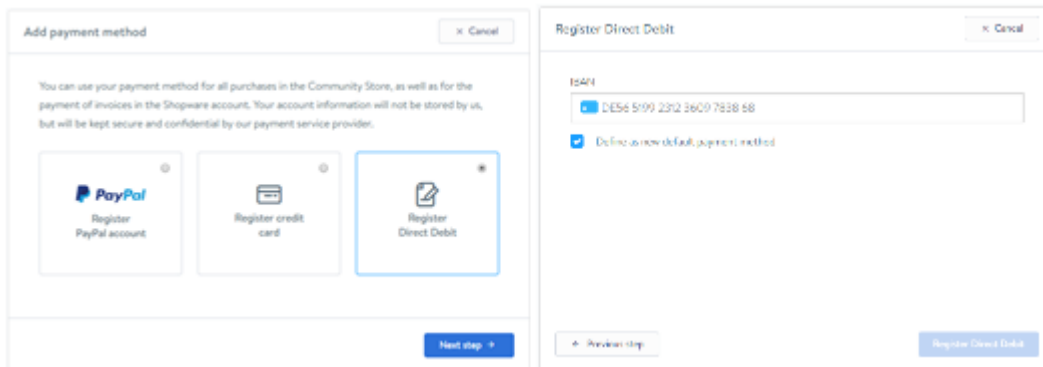 Add payment method
× Cancel
You can use your payment method for all purchases in the Community Store, as well as for the
payment of invoices in the Shopware account. Your account information will not be stored by us,
but will be kept secure and confidential by our payment service provider.
PayPal
Register
PayPal account
Register credit
card
Register
Direct Debit
Next step →
Register Direct Debit
× Cancel
IBAN
DE56 5199 2312 3609 7838 68
Define as new default payment method
← Previous step
Register Direct Debit